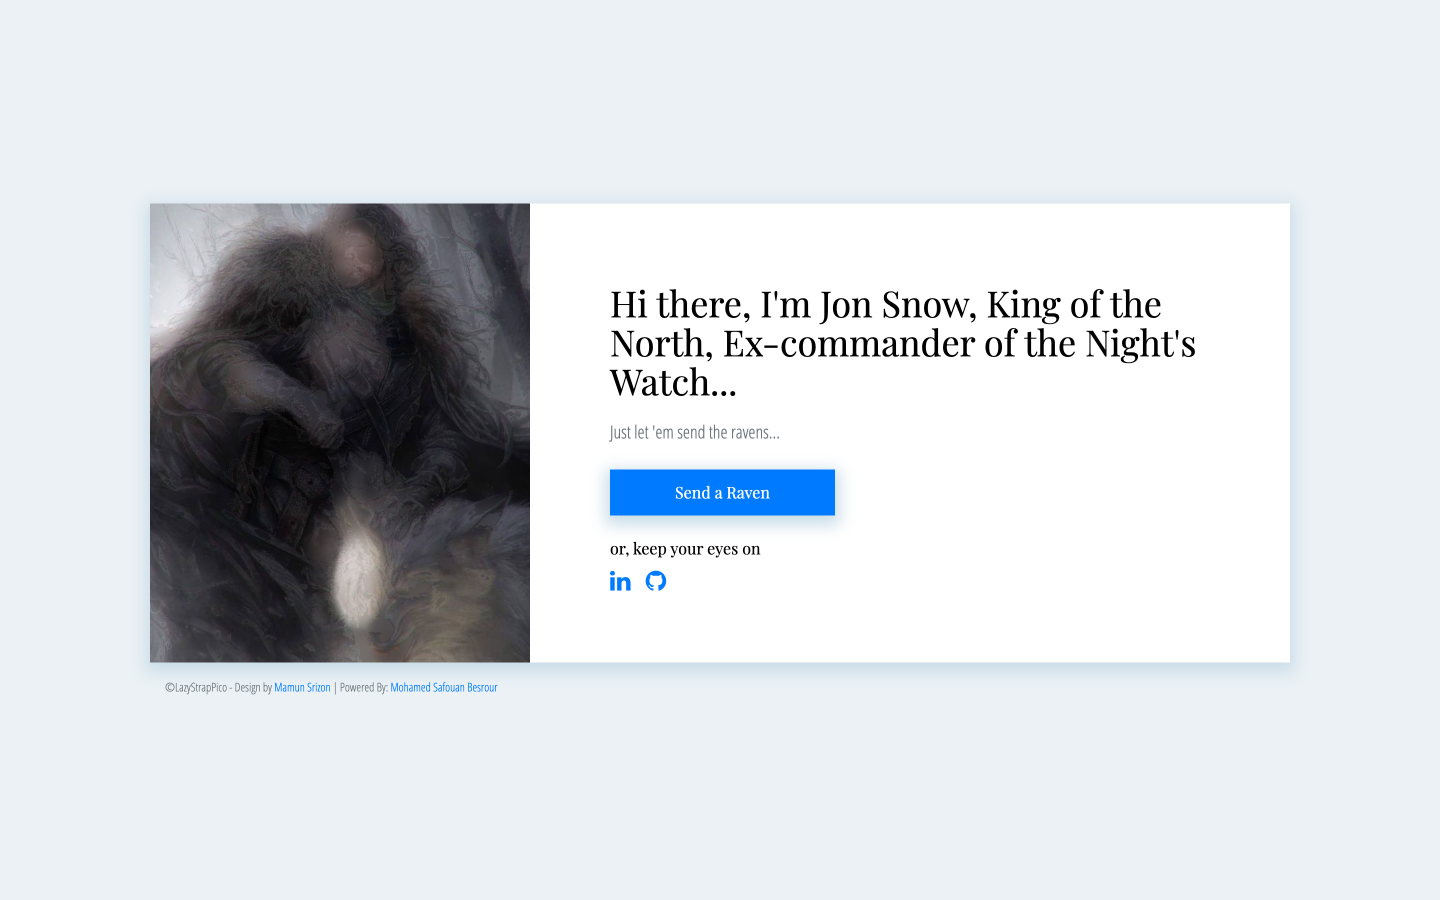 Hi there, I'm Jon Snow, King of the
North, Ex-commander of the Night's
Watch...
Just let 'em send the ravens...
Send a Raven
or, keep your eyes on
©LazyStrapPico - Design by Mamun Srizon | Powered By: Mohamed Safouan Besrour